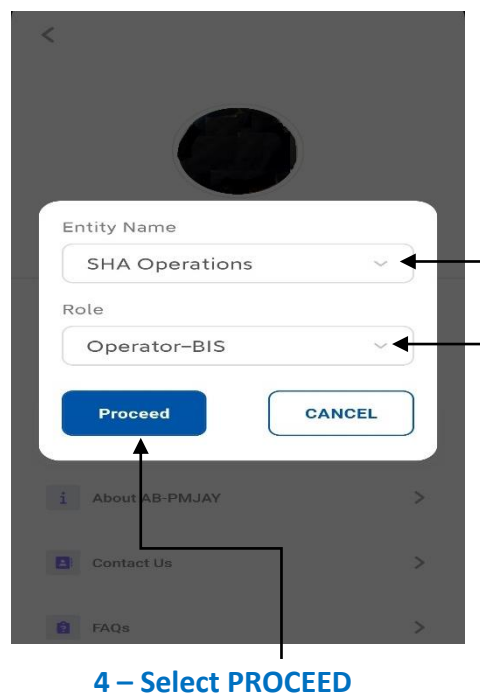 Entity Name
SHA Operations
Role
Operator-BIS
Proceed CANCEL
i About AB-PMJAY
Contact Us
FAQs
4 – Select PROCEED